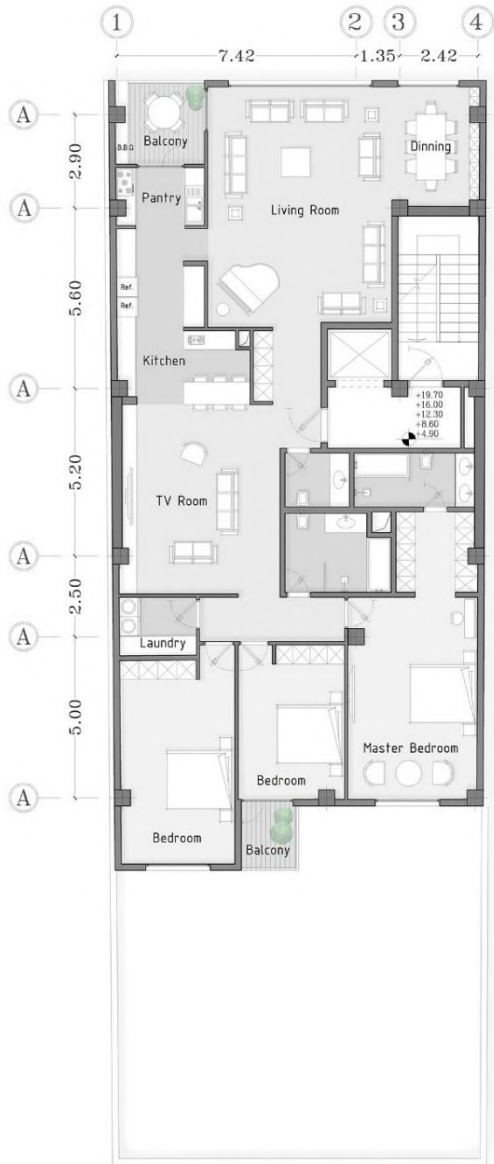 1 2 3 4
7.42 1.35 2.42
A
2.90
Balcony
B.B.Q
Dinning
Pantry
A
Living Room
5.60
Ref.
Ref.
Kitchen
A
+19.70
+16.00
+12.30
+8.60
+4.90
5.20
TV Room
A
2.50
A
Laundry
5.00
Master Bedroom
Bedroom
A
Bedroom
Balcony